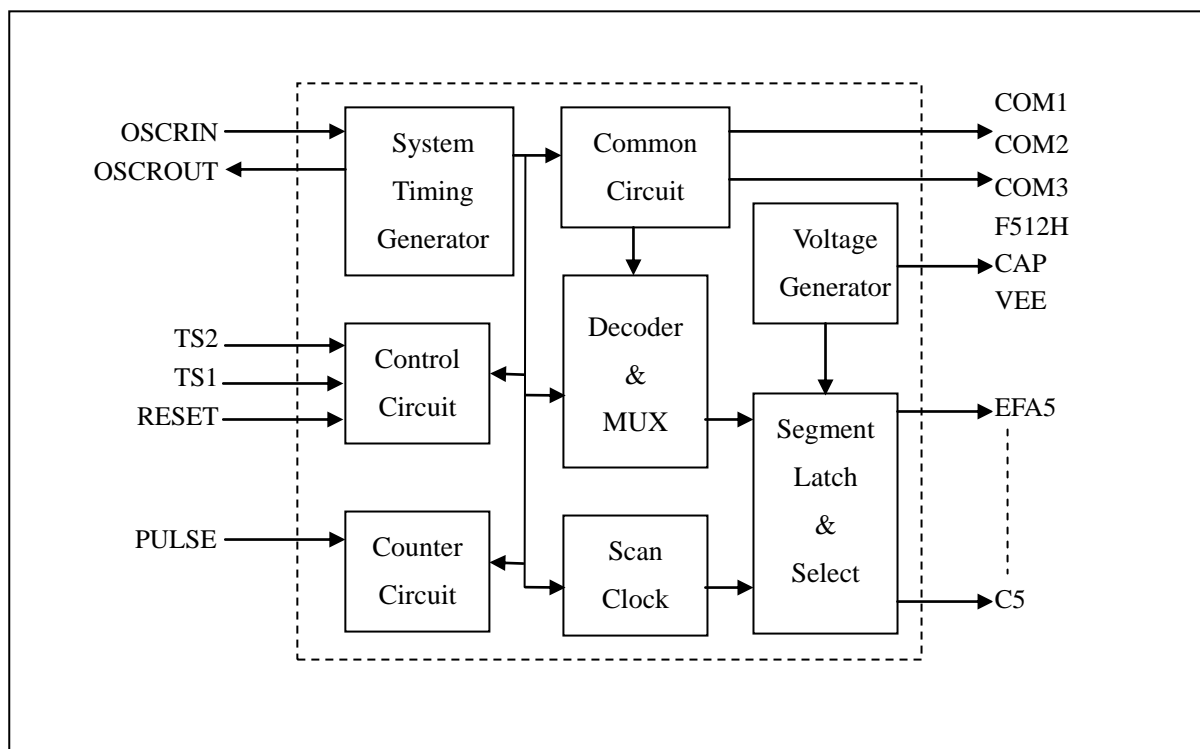 OSCRIN
OSCROUT
System
Timing
Generator
Common
Circuit
COM1
COM2
COM3
F512H
CAP
VEE
Voltage
Generator
TS2
TS1
RESET
Control
Circuit
Decoder
&
MUX
Segment
Latch
&
Select
EFA5
C5
PULSE
Counter
Circuit
Scan
Clock